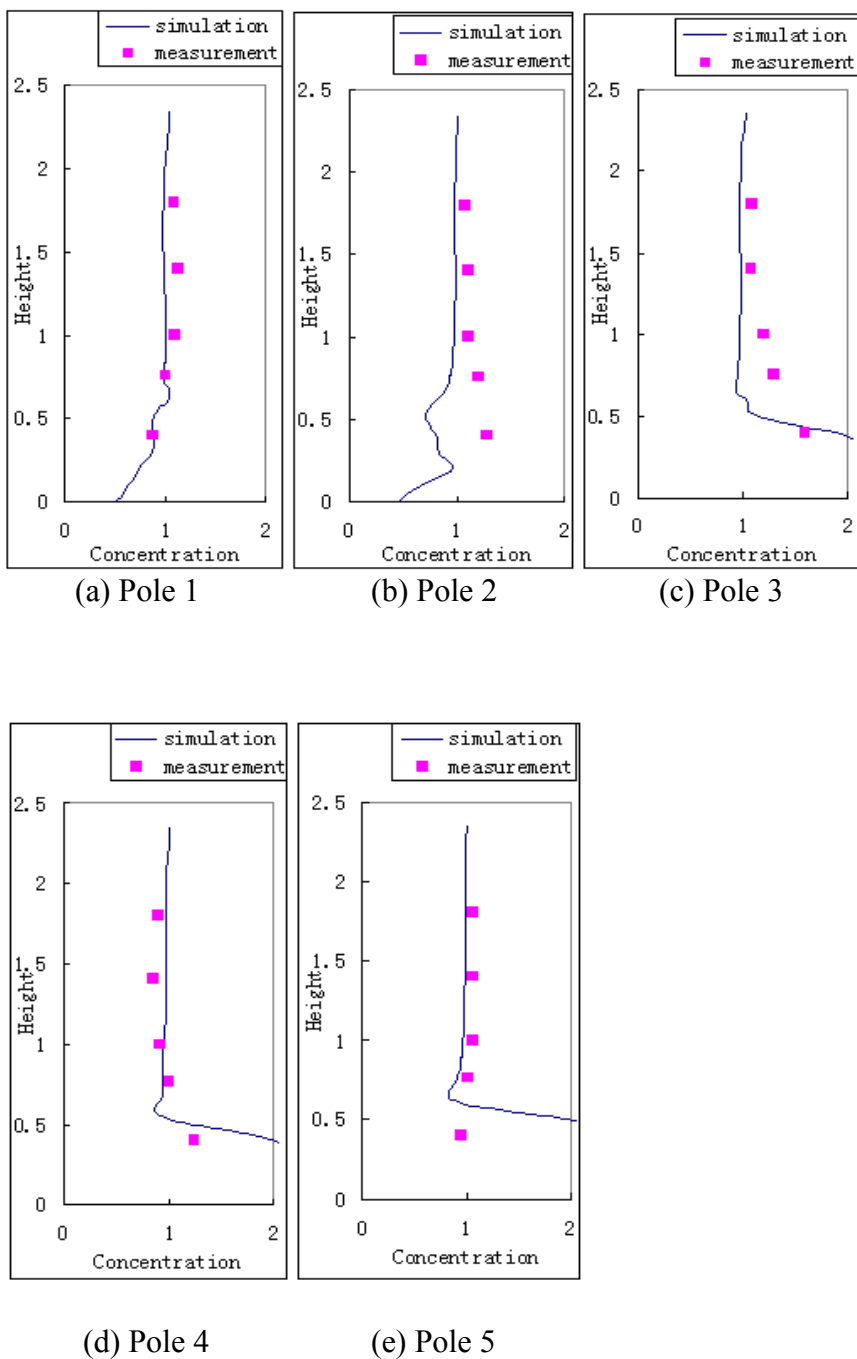 simulation
measurement
2.5
2
1.5
1
0.5
0
0
1
2
Height
Concentration
(a) Pole 1
simulation
measurement
2.5
2
1.5
1
0.5
0
0
1
2
Height
Concentration
(b) Pole 2
simulation
measurement
2.5
2
1.5
1
0.5
0
0
1
2
Height
Concentration
(c) Pole 3
simulation
measurement
2.5
2
1.5
1
0.5
0
0
1
2
Height
Concentration
(d) Pole 4
simulation
measurement
2.5
2
1.5
1
0.5
0
0
1
2
Height
Concentration
(e) Pole 5